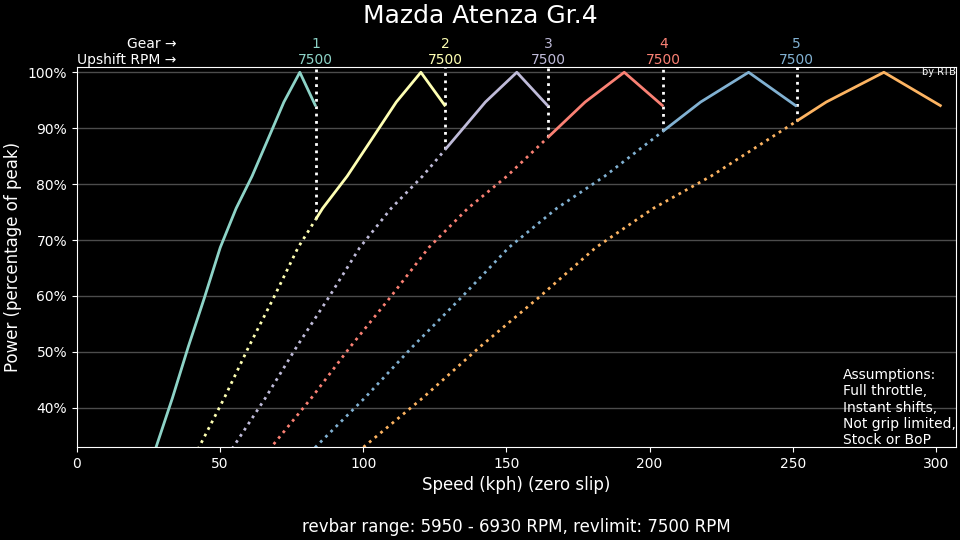 Mazda Atenza Gr.4
Gear → 1 2 3 4 5
Upshift RPM → 7500 7500 7500 7500 7500
by RTB
100%
90%
80%
70%
60%
50%
40%
Power (percentage of peak)
Assumptions:
Full throttle,
Instant shifts,
Not grip limited,
Stock or BoP
0 50 100 150 200 250 300
Speed (kph) (zero slip)
revbar range: 5950 - 6930 RPM, revlimit: 7500 RPM